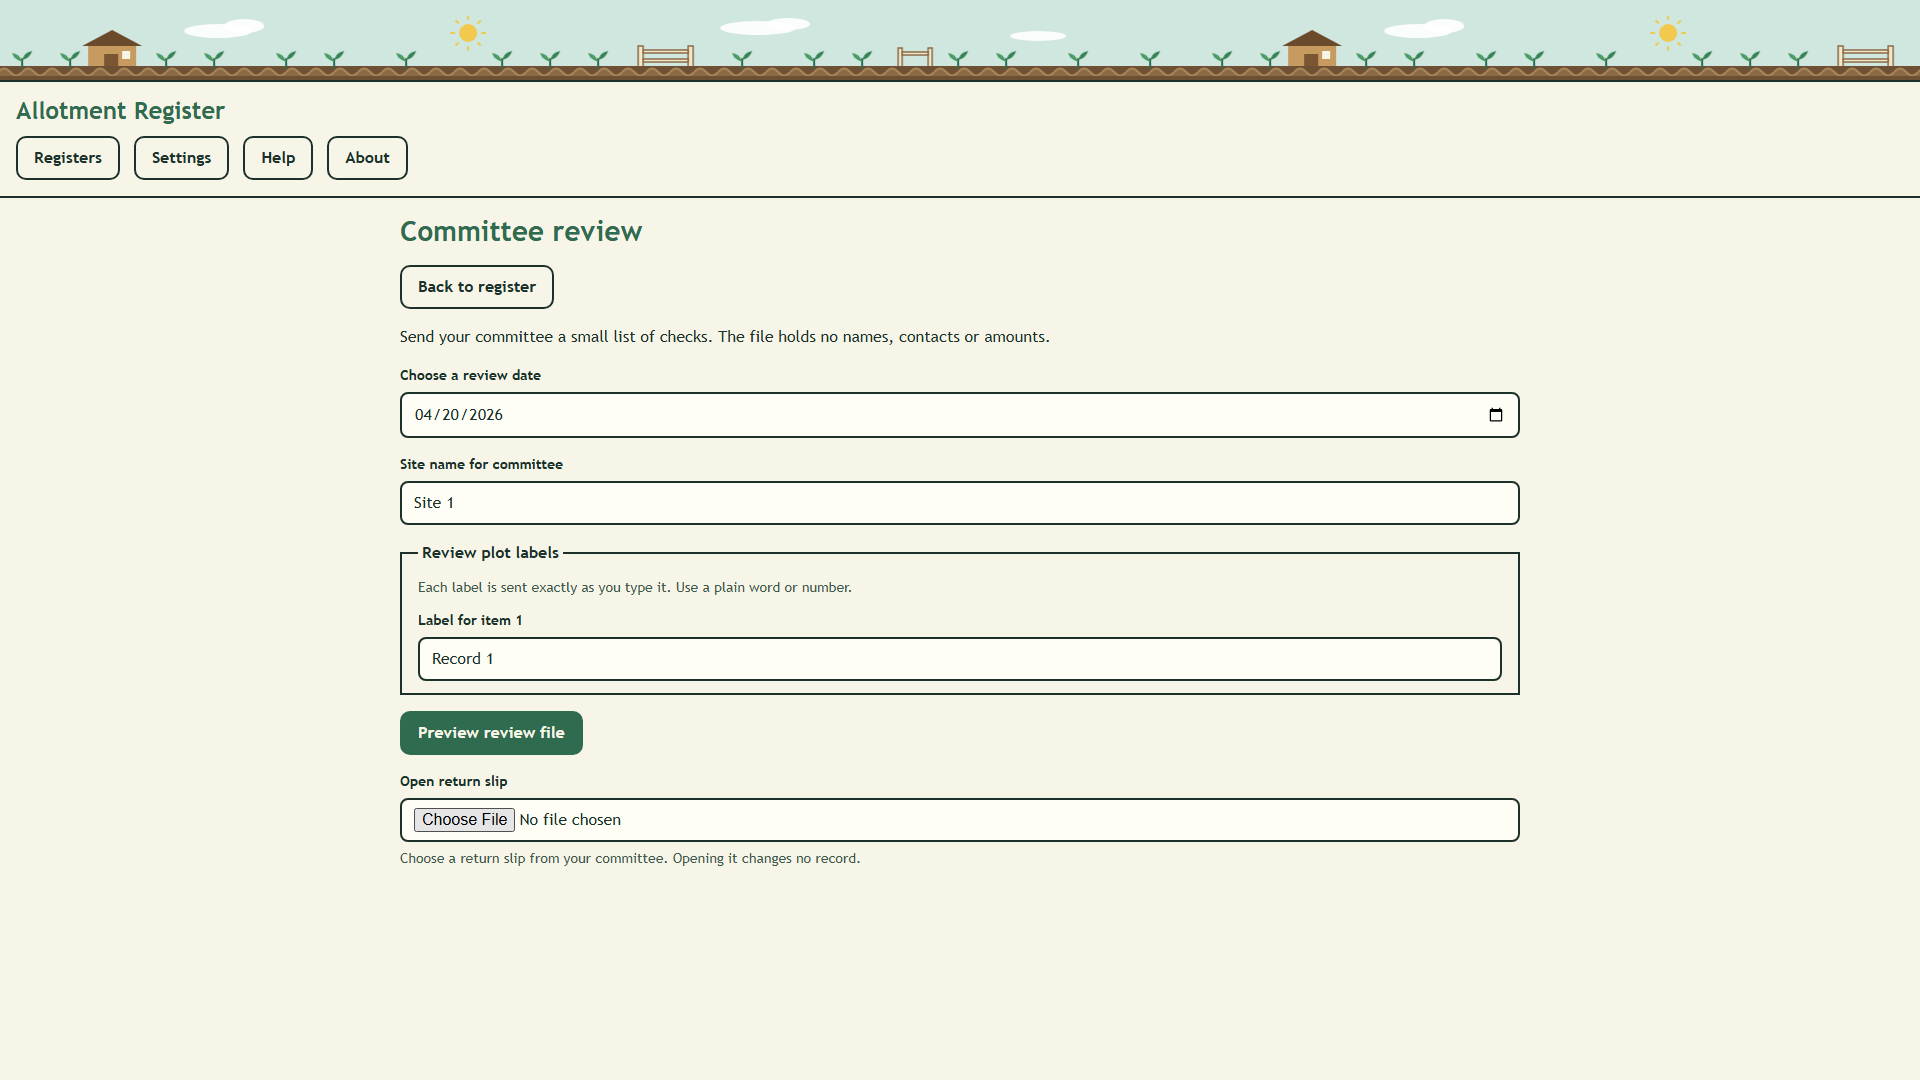 Allotment Register
Registers
Settings
Help
About
Committee review
Back to register
Send your committee a small list of checks. The file holds no names, contacts or amounts.
Choose a review date
04/20/2026
Site name for committee
Site 1
Review plot labels
Each label is sent exactly as you type it. Use a plain word or number.
Label for item 1
Record 1
Preview review file
Open return slip
Choose File No file chosen
Choose a return slip from your committee. Opening it changes no record.